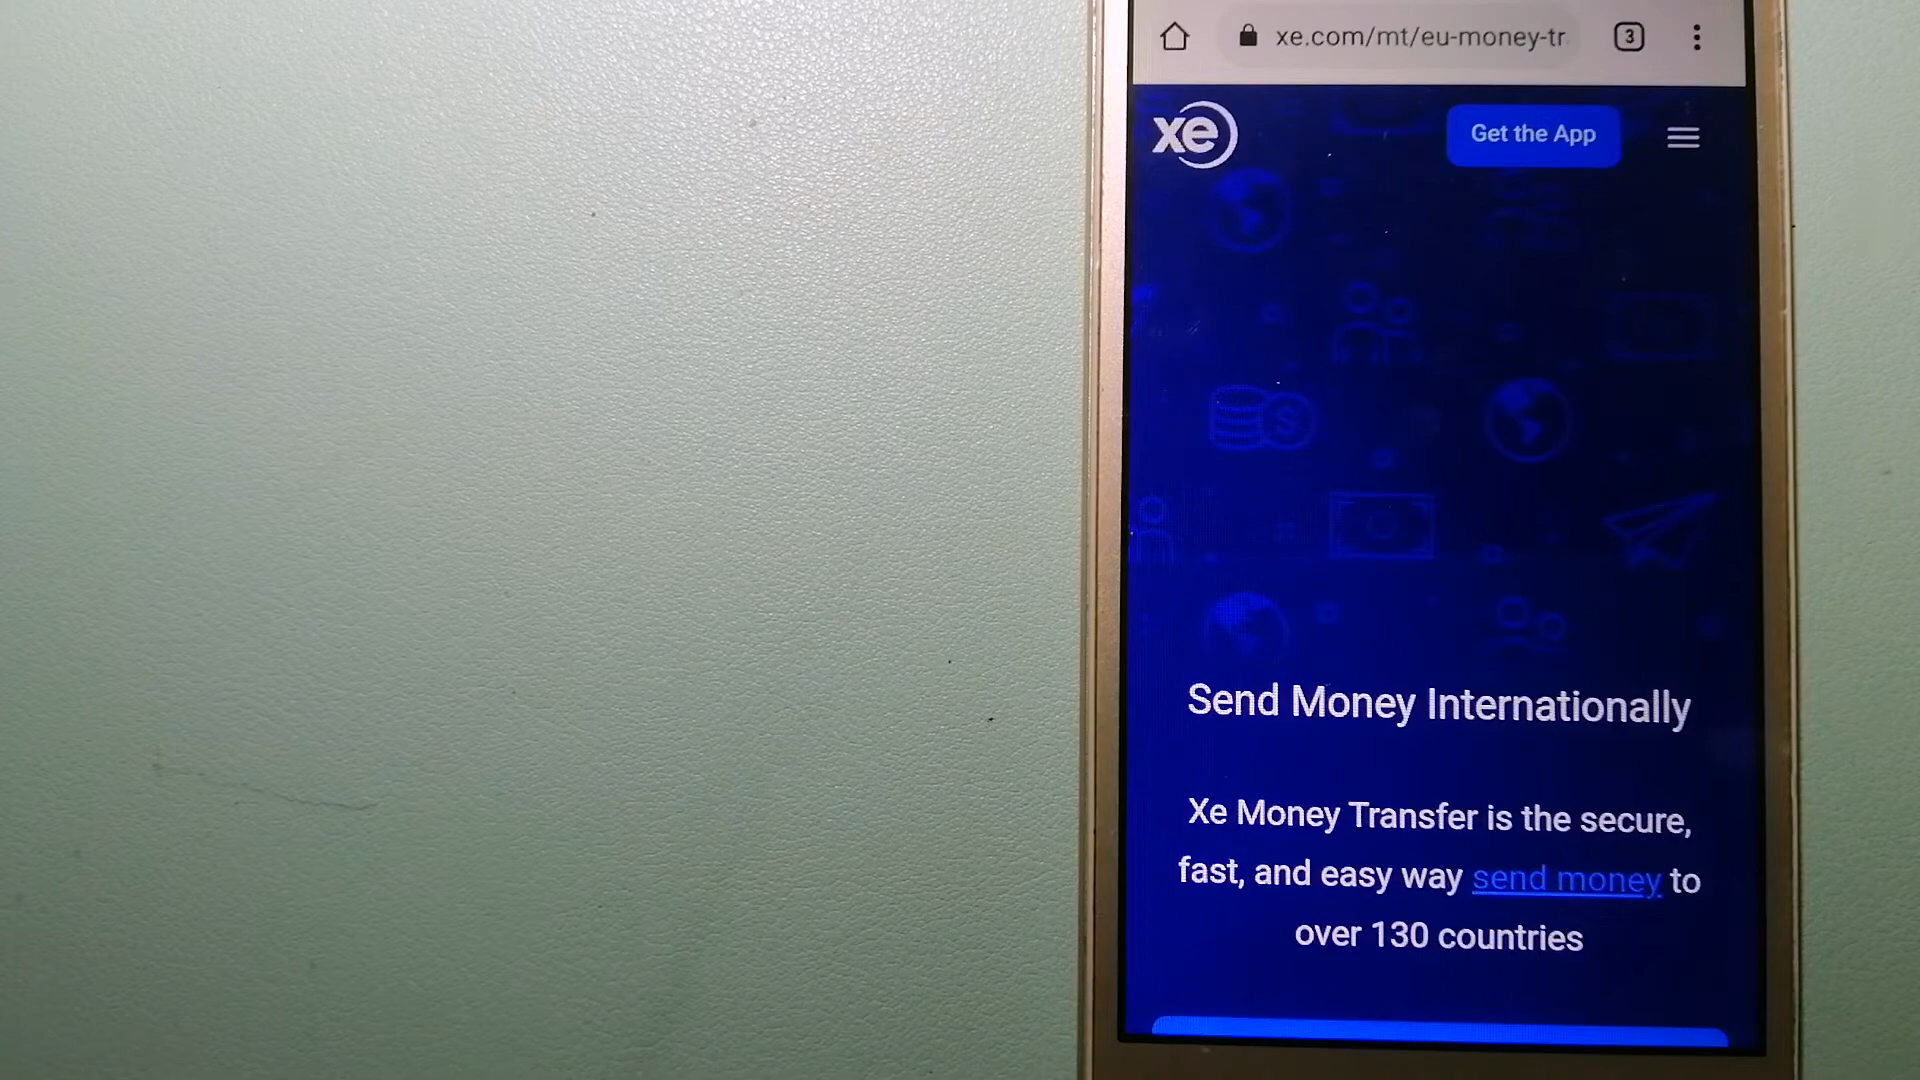 xe.com/mt/eu-money-tr
3
xe
Get the App
Send Money Internationally
Xe Money Transfer is the secure,
fast, and easy way send money to
over 130 countries